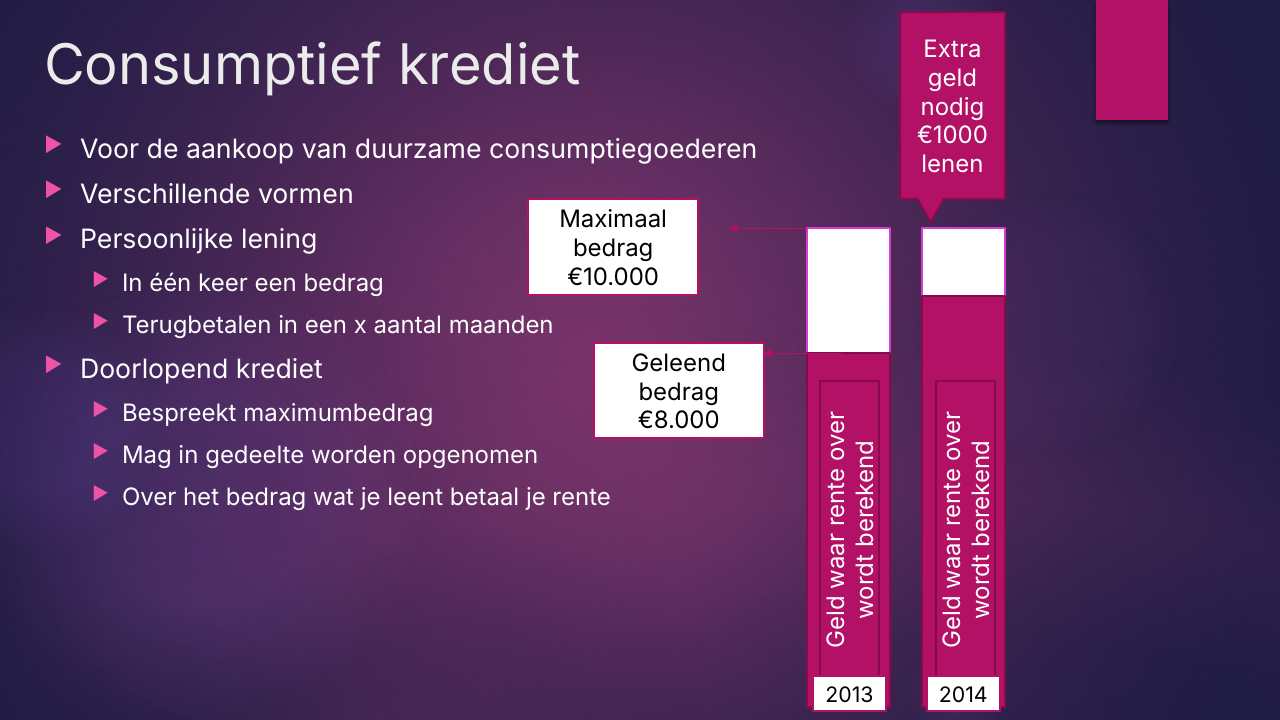 Consumptief krediet
Voor de aankoop van duurzame consumptiegoederen
Verschillende vormen
Persoonlijke lening
In één keer een bedrag
Terugbetalen in een x aantal maanden
Doorlopend krediet
Bespreekt maximumbedrag
Mag in gedeelte worden opgenomen
Over het bedrag wat je leent betaal je rente
Maximaal
bedrag
€10.000
Geleend
bedrag
€8.000
Extra
geld
nodig
€1000
lenen
Geld waar rente over
wordt berekend
2013
Geld waar rente over
wordt berekend
2014